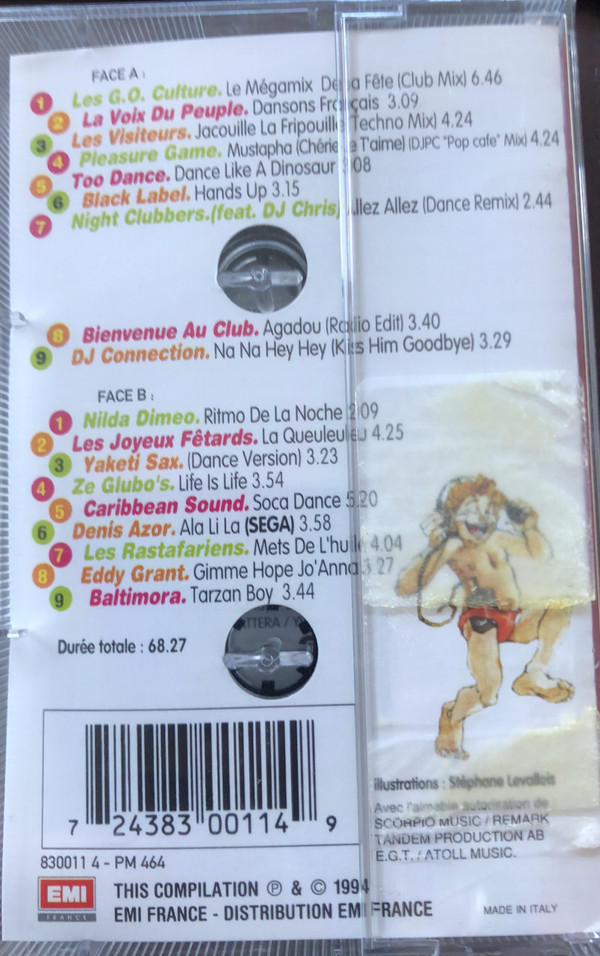 FACE A :
1 Les G.O. Culture. Le Mégamix De la Fête (Club Mix) 6.46
2 La Voix Du Peuple. Dansons Français 3.09
3 Les Visiteurs. Jacouille La Fripouille (Techno Mix) 4.24
4 Pleasure Game. Mustapha (Chérie Je T'aime) (DJPC "Pop cafe" Mix) 4.24
5 Too Dance. Dance Like A Dinosaur 08
6 Black Label. Hands Up 3.15
7 Night Clubbers.(feat. DJ Chris) Allez Allez (Dance Remix) 2.44
8 Bienvenue Au Club. Agadou (Radio Edit) 3.40
9 DJ Connection. Na Na Hey Hey (Kiss Him Goodbye) 3.29
FACE B :
1 Nilda Dimeo. Ritmo De La Noche 2.09
2 Les Joyeux Fêtards. La Queuleuleu 4.25
3 Yaketi Sax. (Dance Version) 3.23
4 Ze Glubo's. Life Is Life 3.54
5 Caribbean Sound. Soca Dance 5.20
6 Denis Azor. Ala Li La (SEGA) 3.58
7 Les Rastafariens. Mets De L'huile 4.04
8 Eddy Grant. Gimme Hope Jo'Anna 3.27
9 Baltimora. Tarzan Boy 3.44
Durée totale : 68.27
illustrations : Stéphane Levallois
Avec l'aimable autorisation de
SCORPIO MUSIC / REMARK
TANDEM PRODUCTION AB
E.G.T. / ATOLL MUSIC.
7 24383 00114 9
830011 4 - PM 464
EMI
FRANCE
THIS COMPILATION ℗ & © 1994
EMI FRANCE - DISTRIBUTION EMI FRANCE
MADE IN ITALY